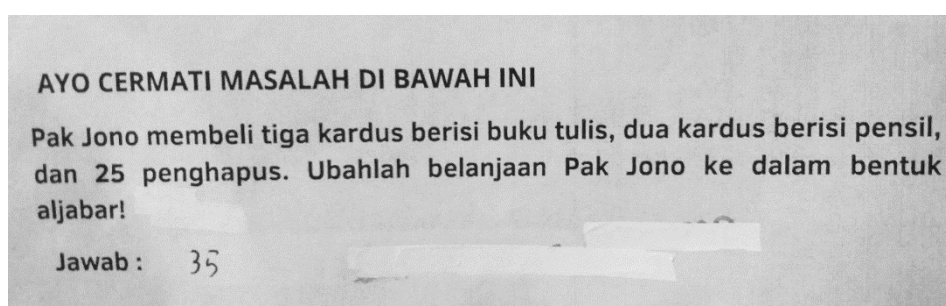 AYO CERMATI MASALAH DI BAWAH INI
Pak Jono membeli tiga kardus berisi buku tulis, dua kardus berisi pensil,
dan 25 penghapus. Ubahlah belanjaan Pak Jono ke dalam bentuk
aljabar!
Jawab : 35